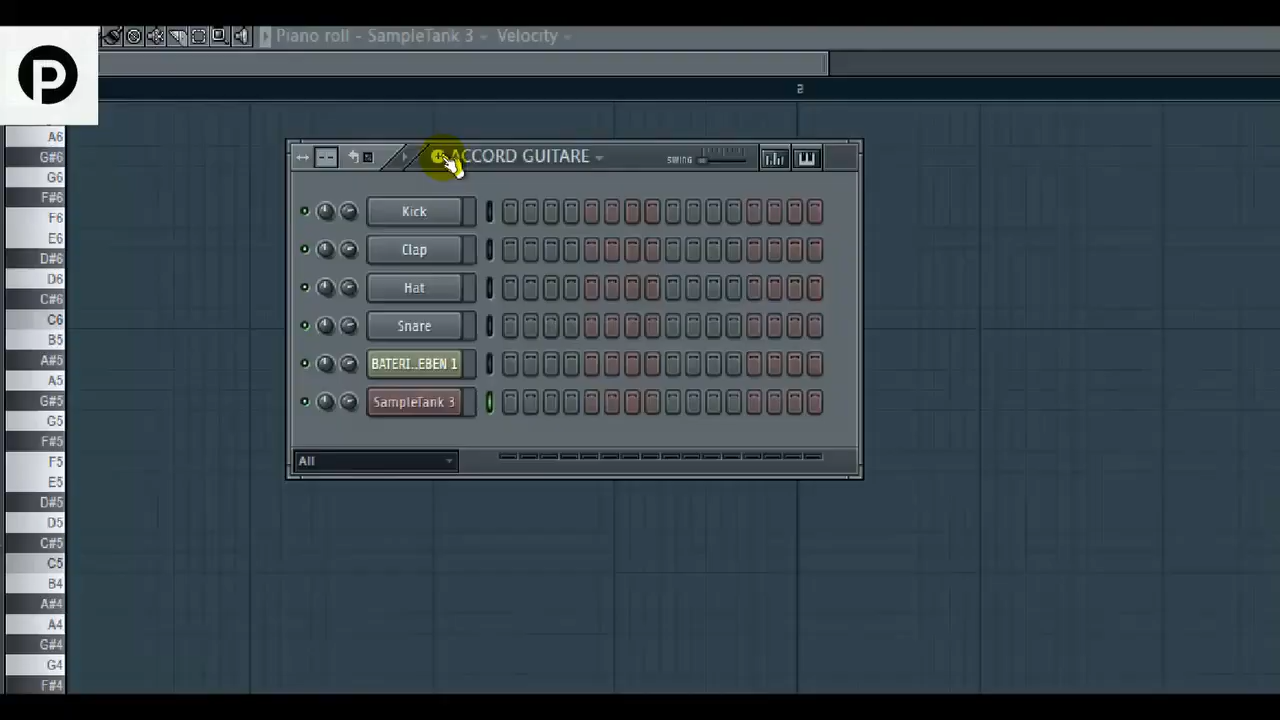 Piano roll - SampleTank 3 - Velocity
P
2
ACCORD GUITARE
SWING
Kick
Clap
Hat
Snare
BATERI..EBEN 1
SampleTank 3
All
A6
G#6
G6
F#6
F6
E6
D#6
D6
C#6
C6
B5
A#5
A5
G#5
G5
F#5
F5
E5
D#5
D5
C#5
C5
B4
A#4
A4
G#4
G4
F#4